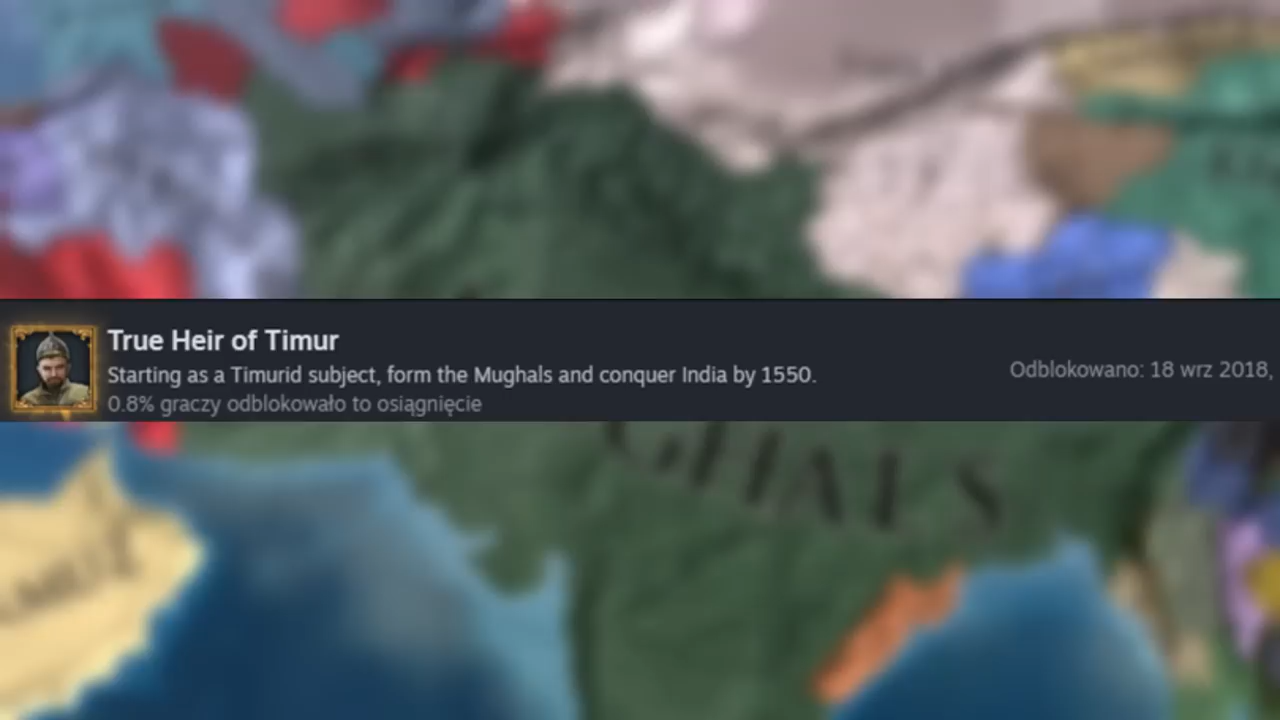 True Heir of Timur
Starting as a Timurid subject, form the Mughals and conquer India by 1550.
Odblokowano: 18 wrz 2018,
0.8% graczy odblokowało to osiągnięcie
GHALS